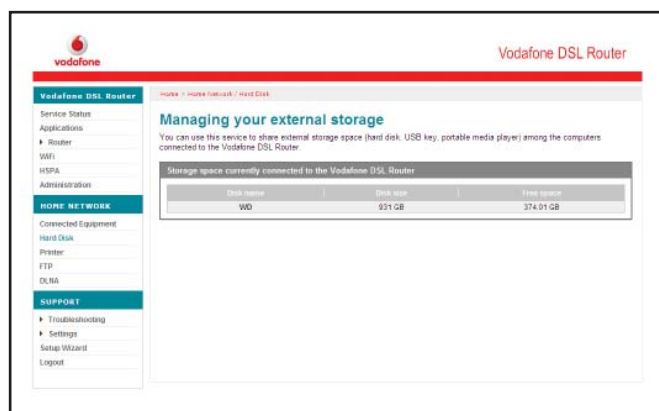 vodafone
Vodafone DSL Router
Vodafone DSL Router
Service Status
Applications
Router
WiFi
HSPA
Administration
HOME NETWORK
Connected Equipment
Hard Disk
Printer
FTP
DLNA
SUPPORT
Troubleshooting
Settings
Setup Wizard
Logout
Home > Home Network / Hard Disk
Managing your external storage
You can use this service to share external storage space (hard disk, USB key, portable media player) among the computers
connected to the Vodafone DSL Router.
Storage space currently connected to the Vodafone DSL Router
Disk name | Disk size | Free space
WD 931 GB 374.01 GB